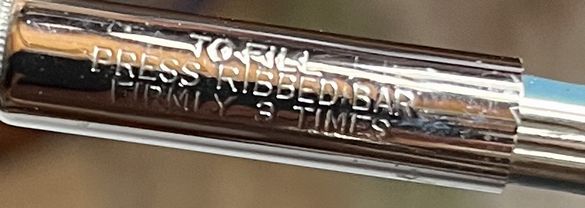 TO FILL
PRESS RIBBED BAR
FIRMLY 3 TIMES